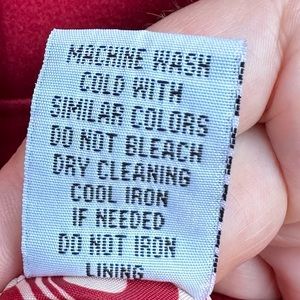 MACHINE WASH
COLD WITH
SIMILAR COLORS
DO NOT BLEACH
DRY CLEANING
COOL IRON
IF NEEDED
DO NOT IRON
LINING